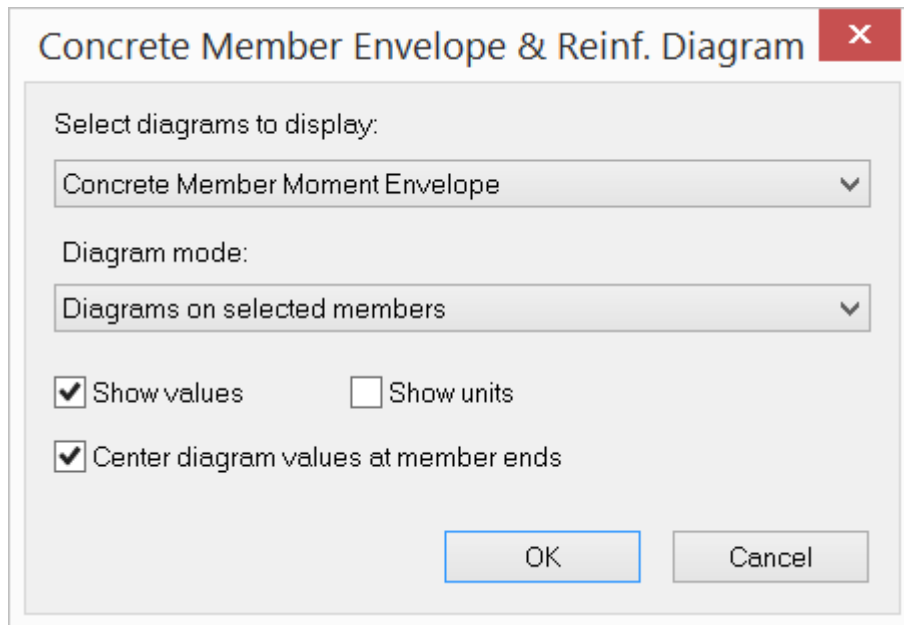 Concrete Member Envelope & Reinf. Diagram
Select diagrams to display:
Concrete Member Moment Envelope
Diagram mode:
Diagrams on selected members
Show values Show units
Center diagram values at member ends
OK Cancel